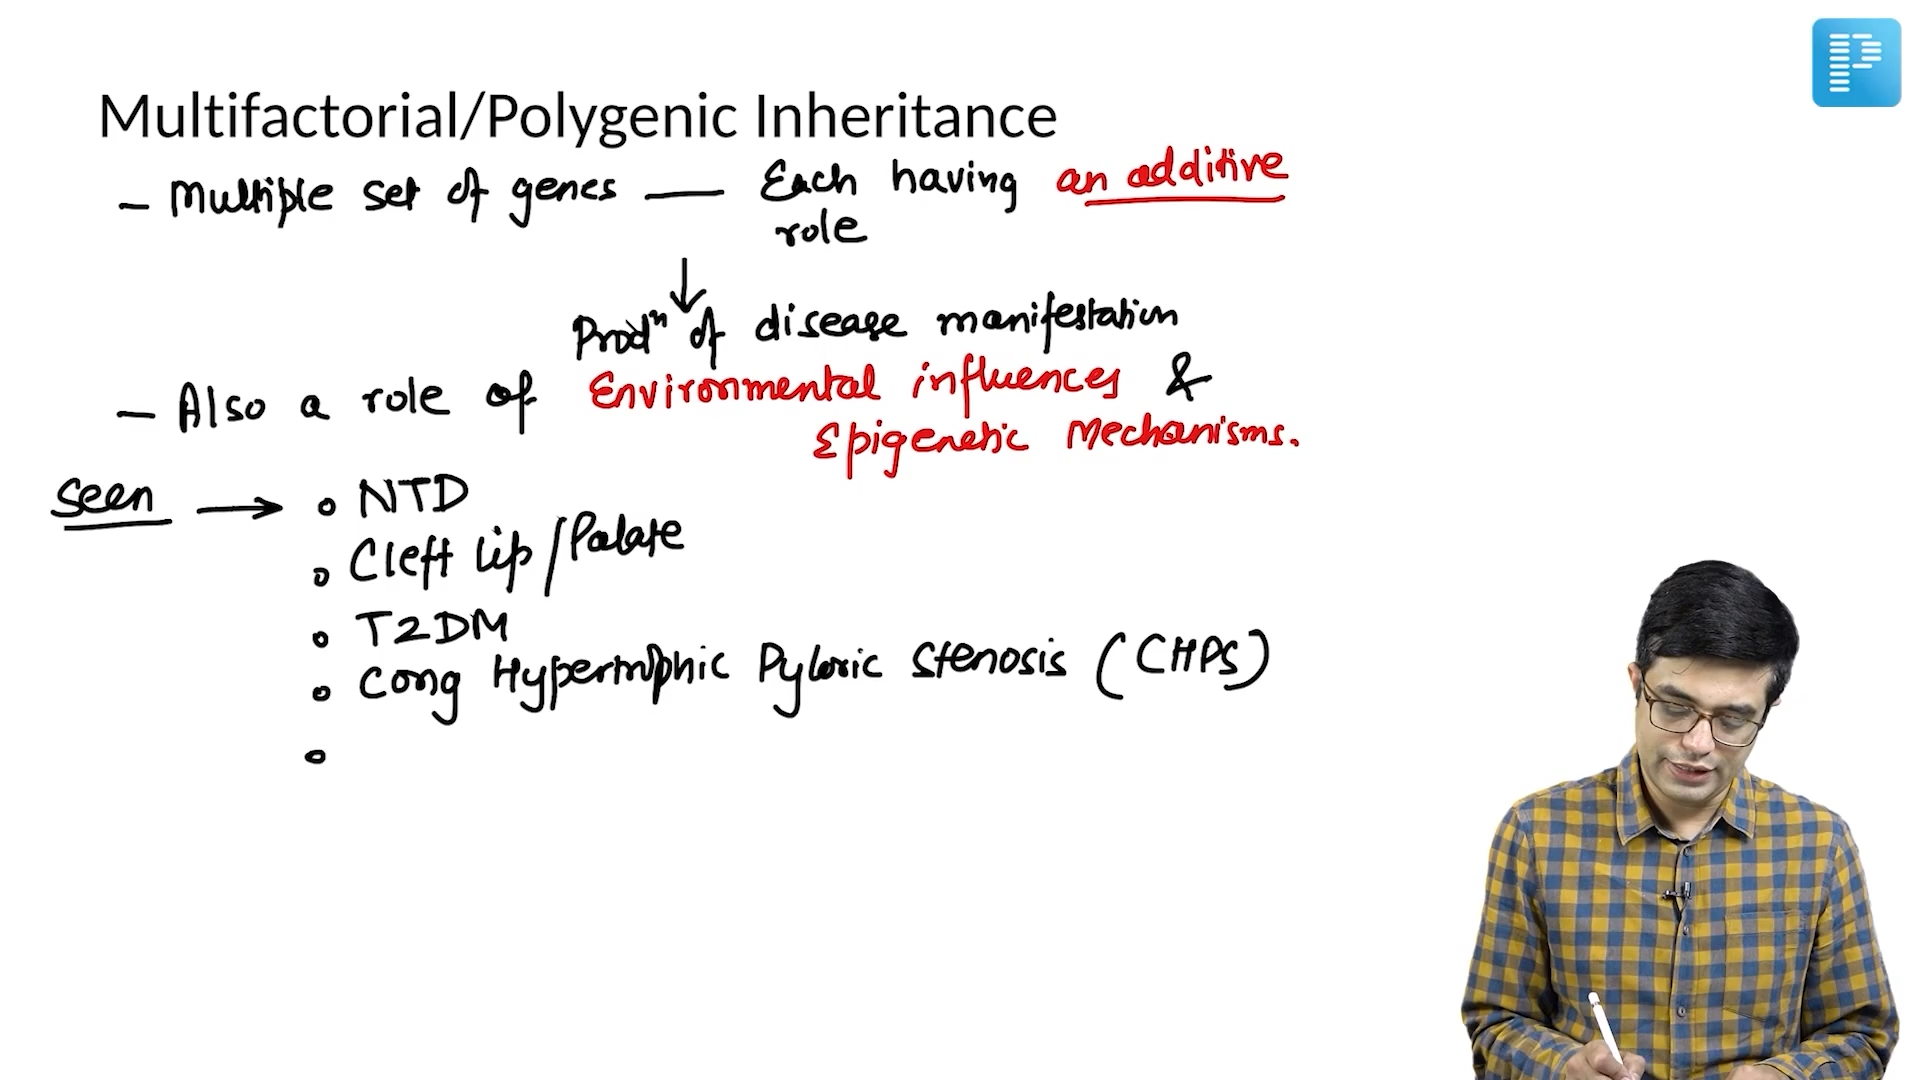 Multifactorial/Polygenic Inheritance
- Multiple set of genes — Each having an additive
role
↓
Prodⁿ of disease manifestation
- Also a role of Environmental influences &
Epigenetic Mechanisms.
Seen → • NTD
• Cleft lip/Palate
• T2DM
• Cong Hypertrophic Pyloric Stenosis (CHPS)
•